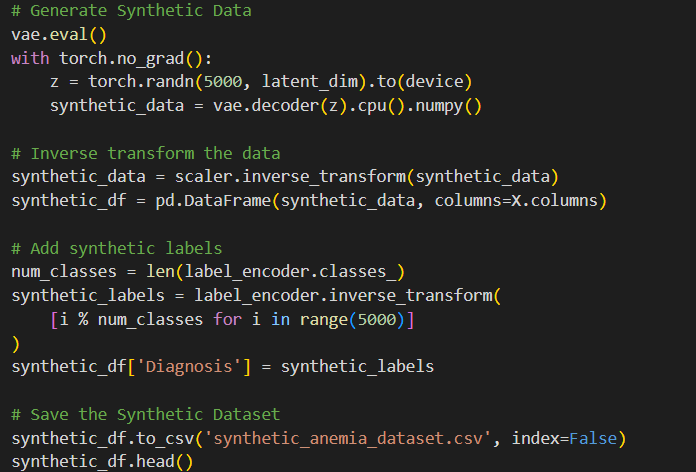 # Generate Synthetic Data
vae.eval()
with torch.no_grad():
    z = torch.randn(5000, latent_dim).to(device)
    synthetic_data = vae.decoder(z).cpu().numpy()

# Inverse transform the data
synthetic_data = scaler.inverse_transform(synthetic_data)
synthetic_df = pd.DataFrame(synthetic_data, columns=X.columns)

# Add synthetic labels
num_classes = len(label_encoder.classes_)
synthetic_labels = label_encoder.inverse_transform(
    [i % num_classes for i in range(5000)]
)
synthetic_df['Diagnosis'] = synthetic_labels

# Save the Synthetic Dataset
synthetic_df.to_csv('synthetic_anemia_dataset.csv', index=False)
synthetic_df.head()